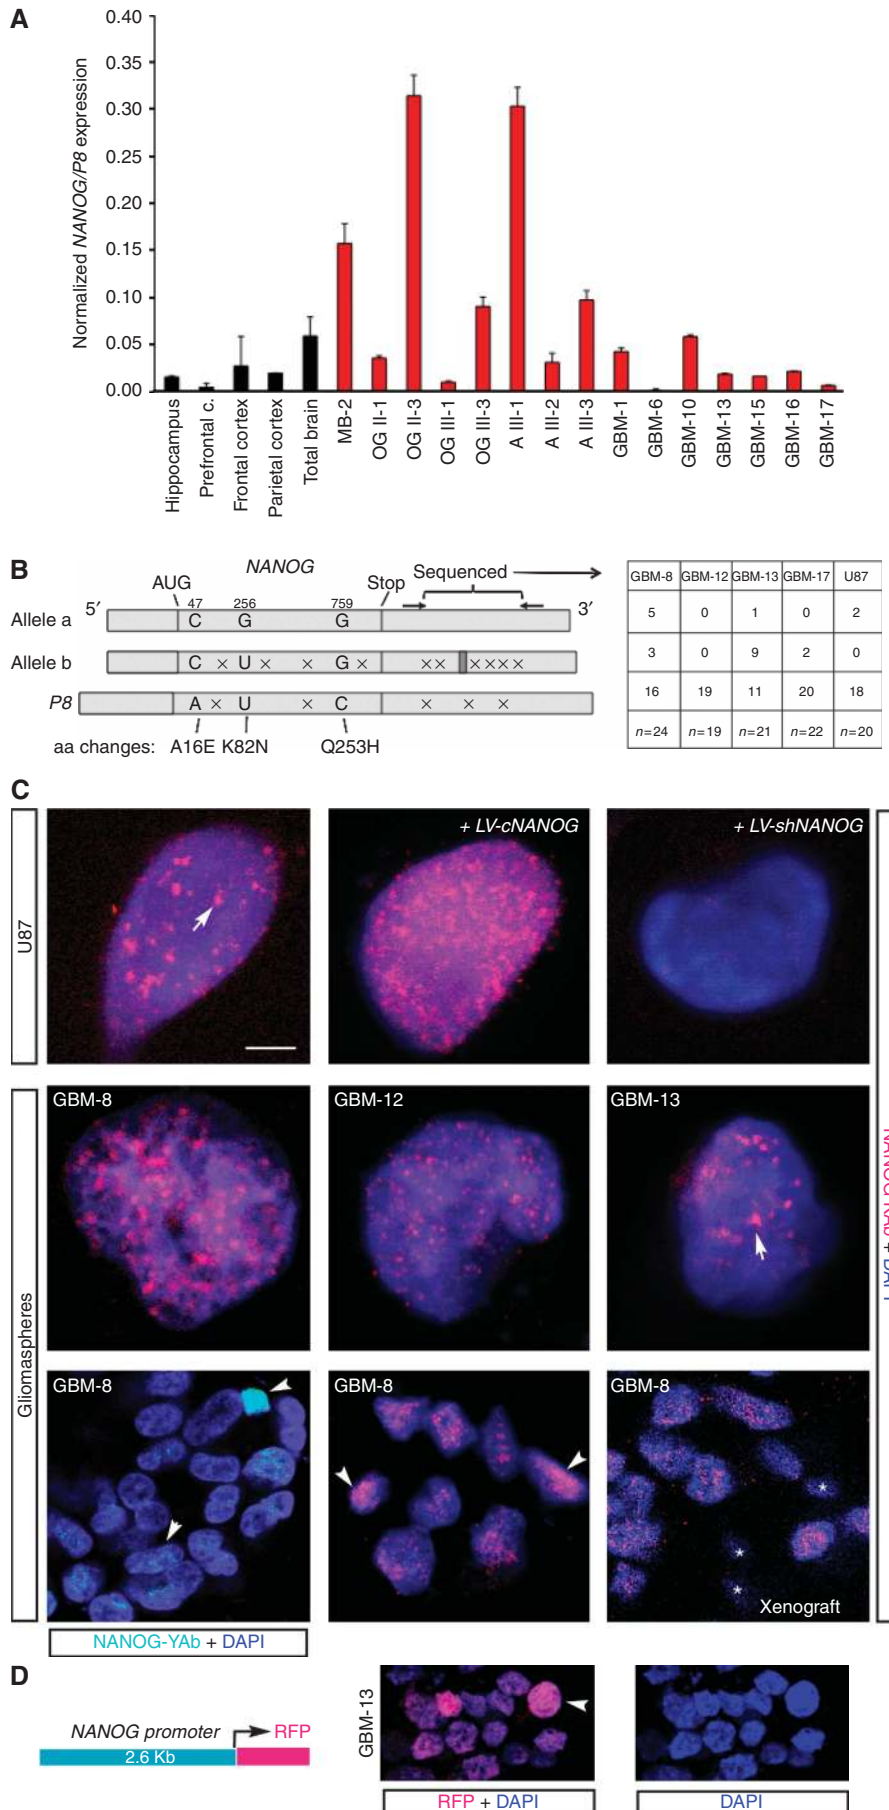 A
0.40
0.35
0.30
0.25
0.20
0.15
0.10
0.05
0.00
Normalized NANOG/P8 expression
Hippocampus
Prefrontal c.
Frontal cortex
Parietal cortex
Total brain
MB-2
OG II-1
OG II-3
OG III-1
OG III-3
A III-1
A III-2
A III-3
GBM-1
GBM-6
GBM-10
GBM-13
GBM-15
GBM-16
GBM-17
B
NANOG
Sequenced
AUG
Stop
5′
47 256 759
3′
Allele a
C G G
Allele b
C × U × × G × ×× ××××
P8
A × U × C × × ×
aa changes: A16E K82N Q253H
GBM-8 GBM-12 GBM-13 GBM-17 U87
5 0 1 0 2
3 0 9 2 0
16 19 11 20 18
n=24 n=19 n=21 n=22 n=20
C
U87
+ LV-cNANOG
+ LV-shNANOG
Gliomaspheres
GBM-8
GBM-12
GBM-13
GBM-8
GBM-8
GBM-8
* * *
Xenograft
NANOG-YAb + DAPI
NANOG-RAb + DAPI
D
NANOG promoter
RFP
2.6 Kb
GBM-13
RFP + DAPI
DAPI